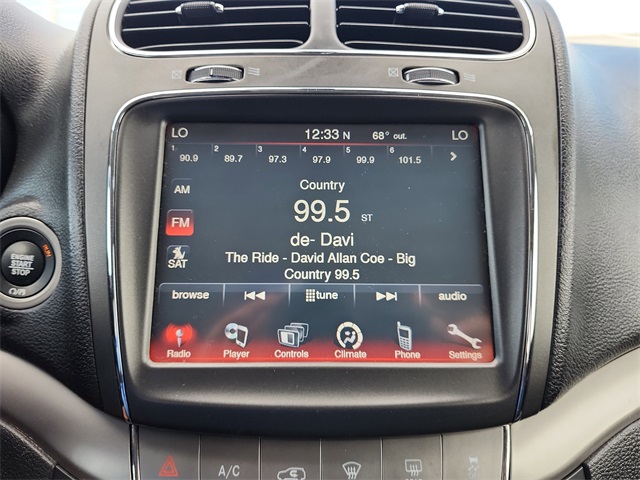 LO 12:33 N 68° out. LO
1 2 3 4 5 6
90.9 89.7 97.3 97.9 99.9 101.5
AM
Country
FM
99.5 ST
de- Davi
SAT
The Ride - David Allan Coe - Big
Country 99.5
ENGINE
START
STOP
browse tune audio
Radio Player Controls Climate Phone Settings
A/C